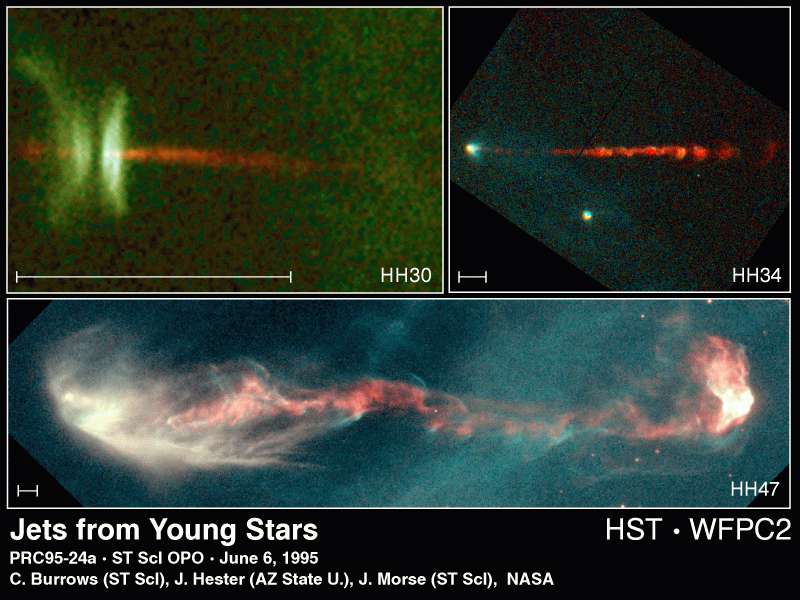 HH30
HH34
HH47
Jets from Young Stars
HST • WFPC2
PRC95-24a • ST ScI OPO • June 6, 1995
C. Burrows (ST ScI), J. Hester (AZ State U.), J. Morse (ST ScI), NASA